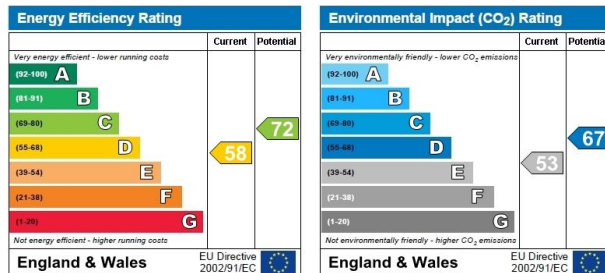 Energy Efficiency Rating
Current Potential
Very energy efficient - lower running costs
(92-100) A
(81-91) B
(69-80) C
72
(55-68) D
58
(39-54) E
(21-38) F
(1-20) G
Not energy efficient - higher running costs
England & Wales
EU Directive
2002/91/EC
Environmental Impact (CO2) Rating
Current Potential
Very environmentally friendly - lower CO2 emissions
(92-100) A
(81-91) B
(69-80) C
(55-68) D
67
(39-54) E
53
(21-38) F
(1-20) G
Not environmentally friendly - higher CO2 emissions
England & Wales
EU Directive
2002/91/EC